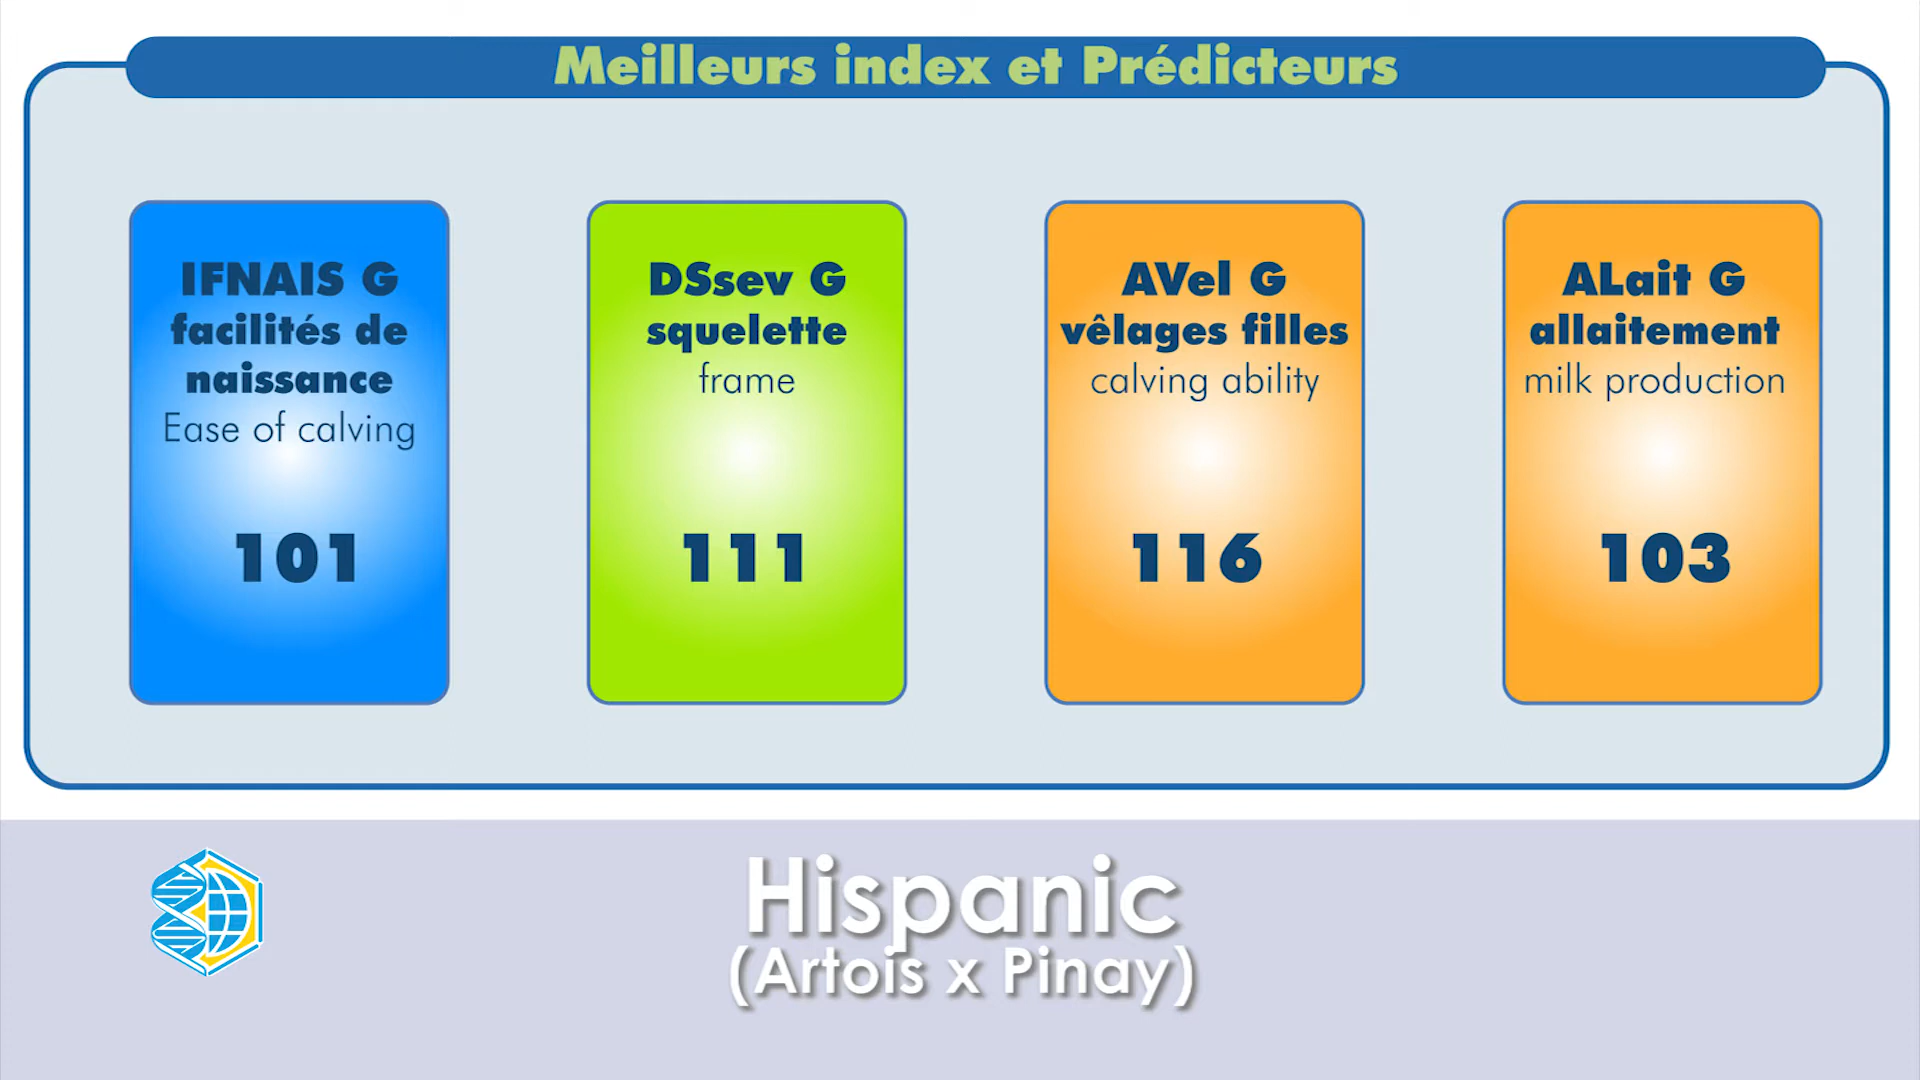 Meilleurs index et Prédicteurs
IFNAIS G
facilités de
naissance
Ease of calving
101
DSsev G
squelette
frame
111
AVel G
vêlages filles
calving ability
116
ALait G
allaitement
milk production
103
Hispanic
(Artois x Pinay)